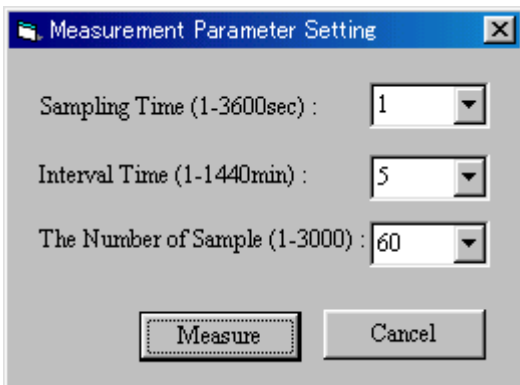 Measurement Parameter Setting
Sampling Time (1-3600sec) : 1
Interval Time (1-1440min) : 5
The Number of Sample (1-3000) : 60
Measure Cancel